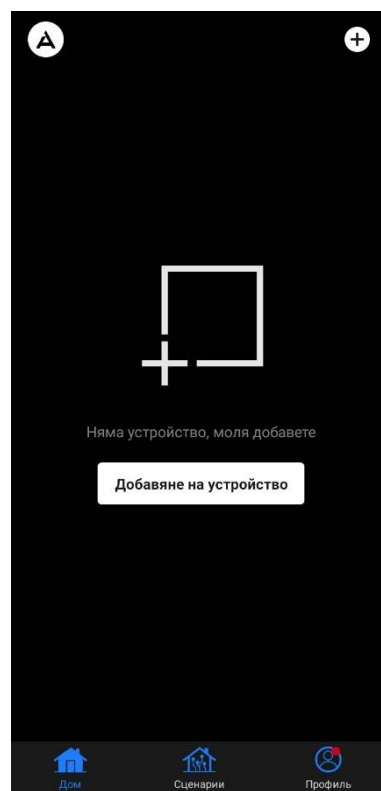 Няма устройство, моля добавете
Добавяне на устройство
Дом
Сценарии
Профиль